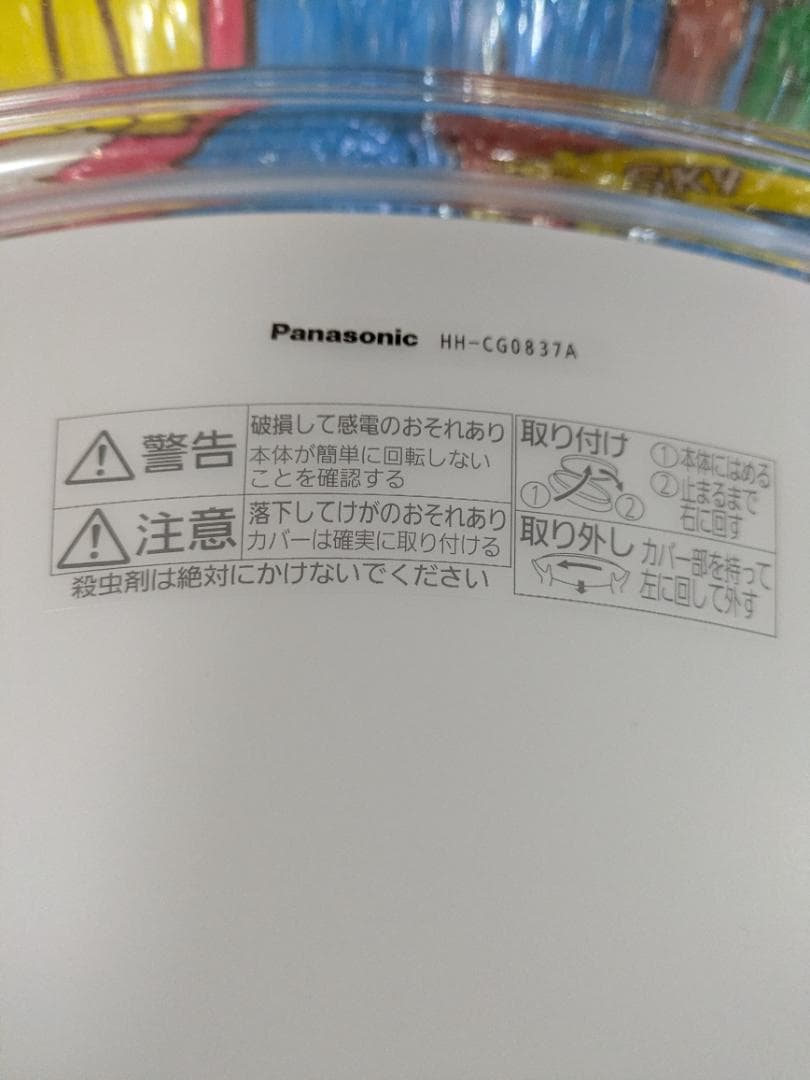 Panasonic HH-CG0837A
警告
破損して感電のおそれあり
本体が簡単に回転しない
ことを確認する
注意
落下してけがのおそれあり
カバーは確実に取り付ける
殺虫剤は絶対にかけないでください
取り付け
①本体にはめる
②止まるまで
右に回す
① ②
取り外し
カバー部を持って
左に回して外す